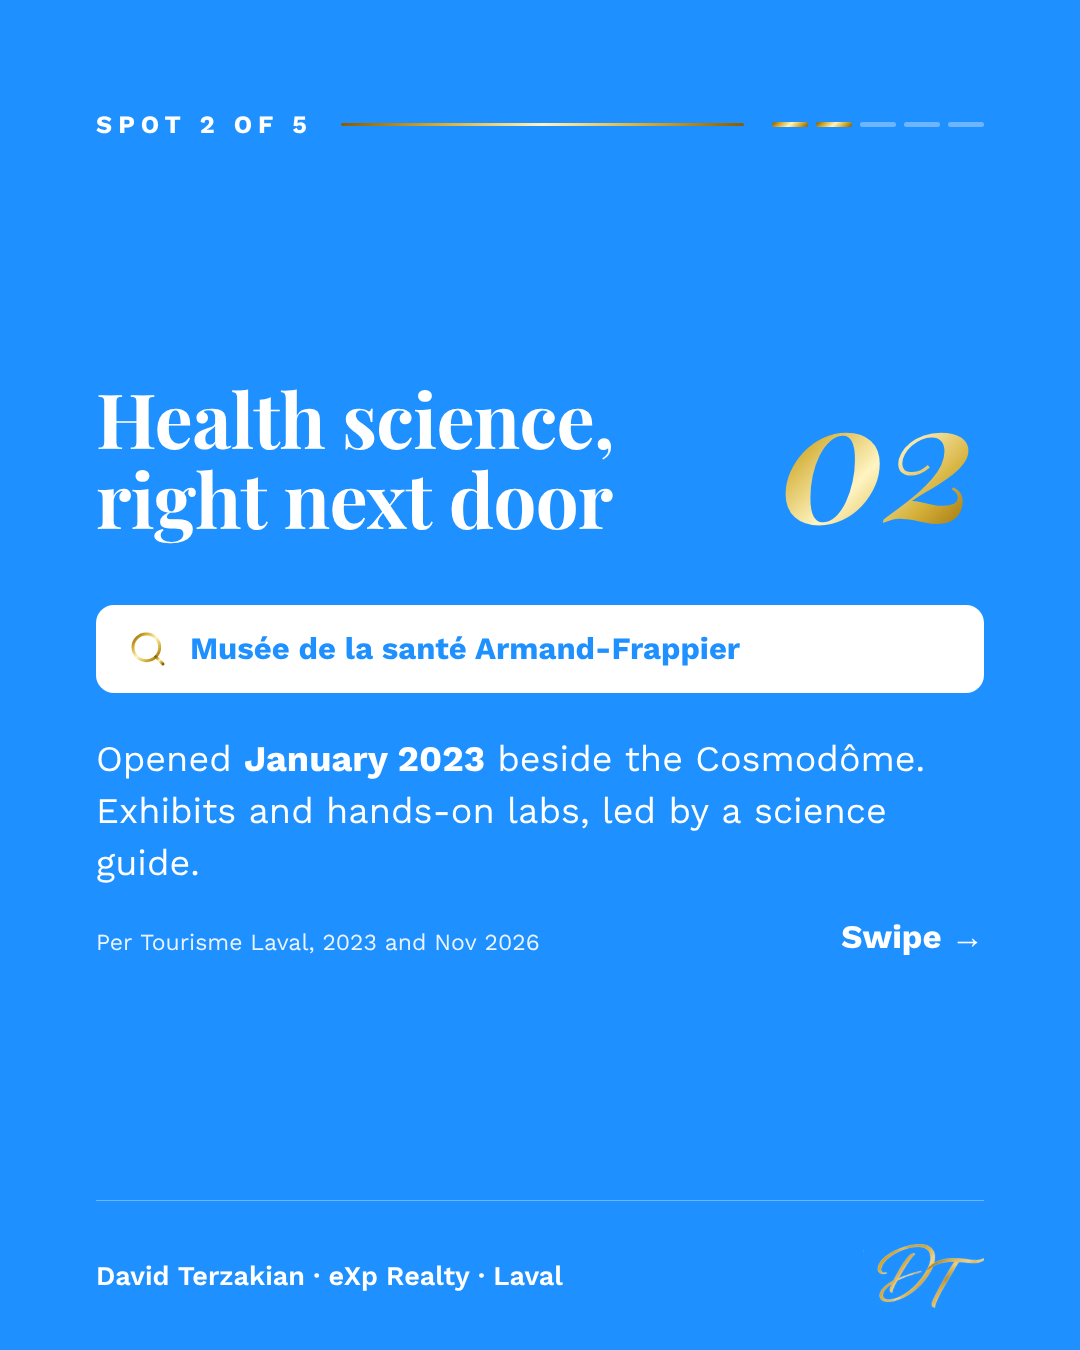 SPOT 2 OF 5
Health science,
right next door
02
Musée de la santé Armand-Frappier
Opened January 2023 beside the Cosmodôme.
Exhibits and hands-on labs, led by a science
guide.
Per Tourisme Laval, 2023 and Nov 2026
Swipe →
David Terzakian · eXp Realty · Laval
DT